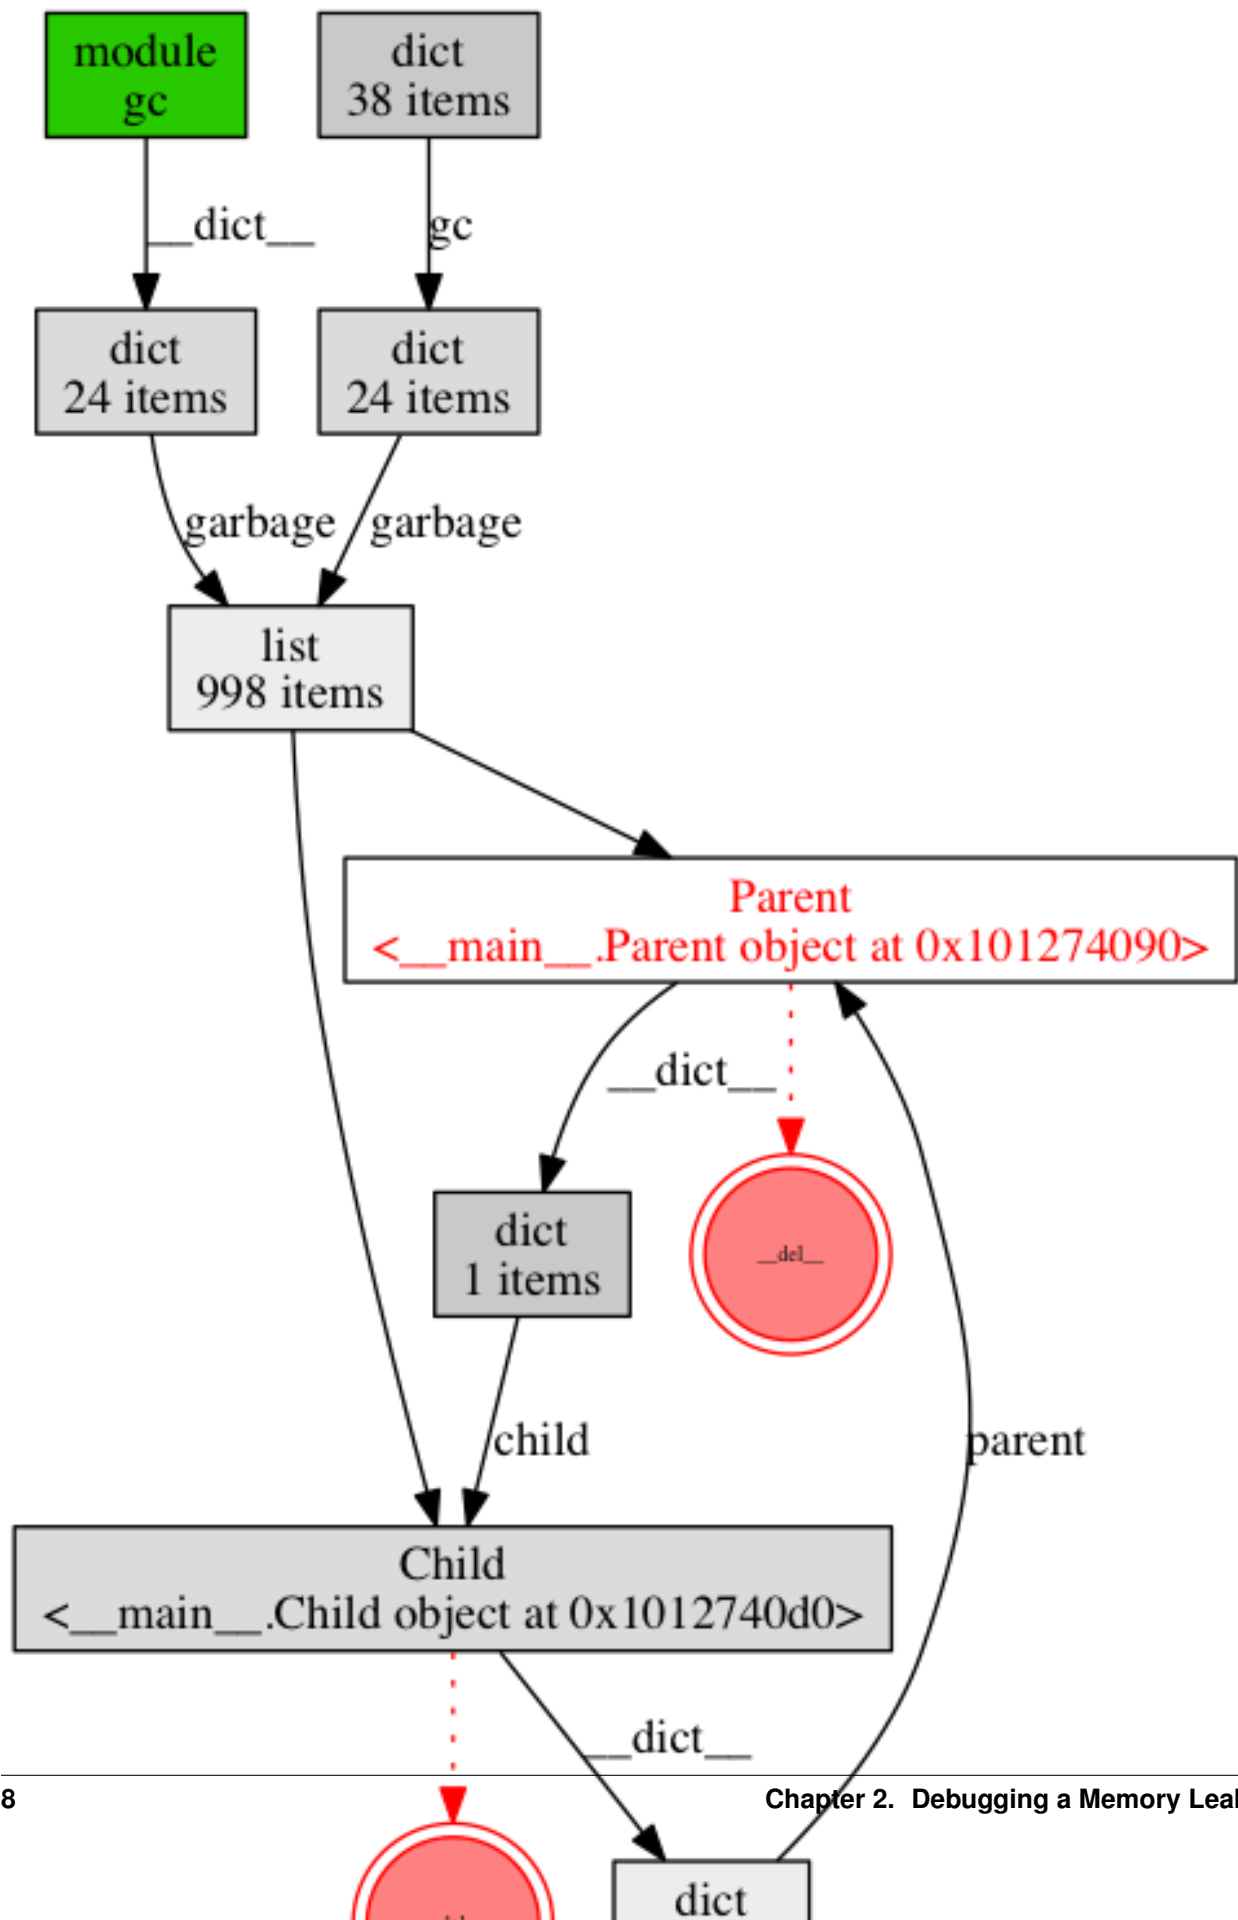 module
gc
dict
38 items
__dict__
gc
dict
24 items
dict
24 items
garbage
garbage
list
998 items
Parent
<__main__.Parent object at 0x101274090>
__dict__
dict
1 items
__del__
child
parent
Child
<__main__.Child object at 0x1012740d0>
__dict__
8
Chapter 2. Debugging a Memory
dict